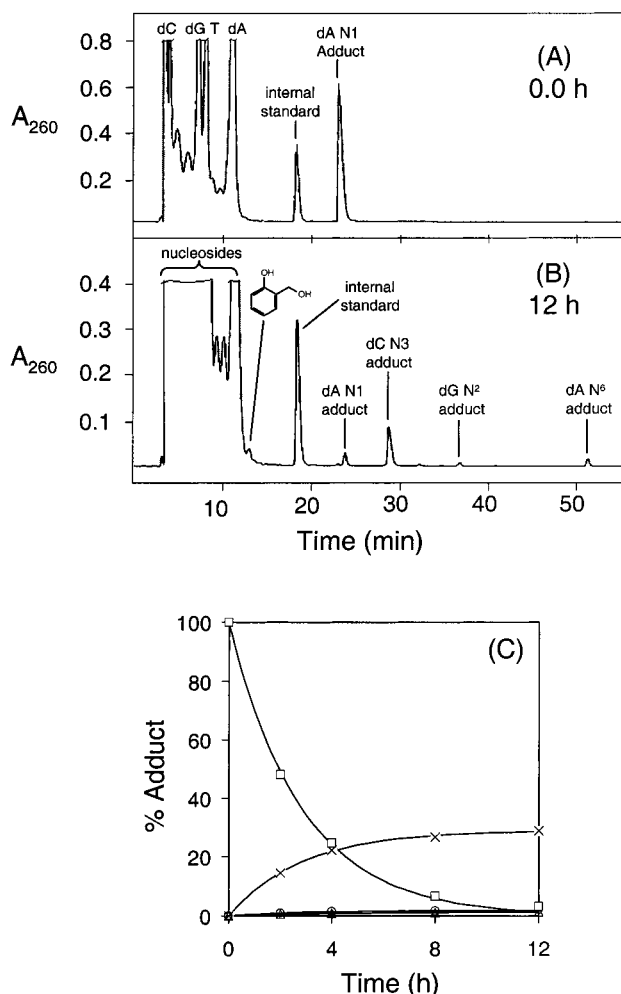 dC dG T dA
dA N1
Adduct
(A)
0.0 h
internal
standard
A260
0.8
0.6
0.4
0.2
nucleosides
OH
OH
(B)
12 h
internal
standard
dC N3
adduct
dA N1
adduct
dG N²
adduct
dA N⁶
adduct
A260
0.4
0.3
0.2
0.1
10 20 30 40 50
Time (min)
(C)
% Adduct
100
80
60
40
20
0
0 4 8 12
Time (h)